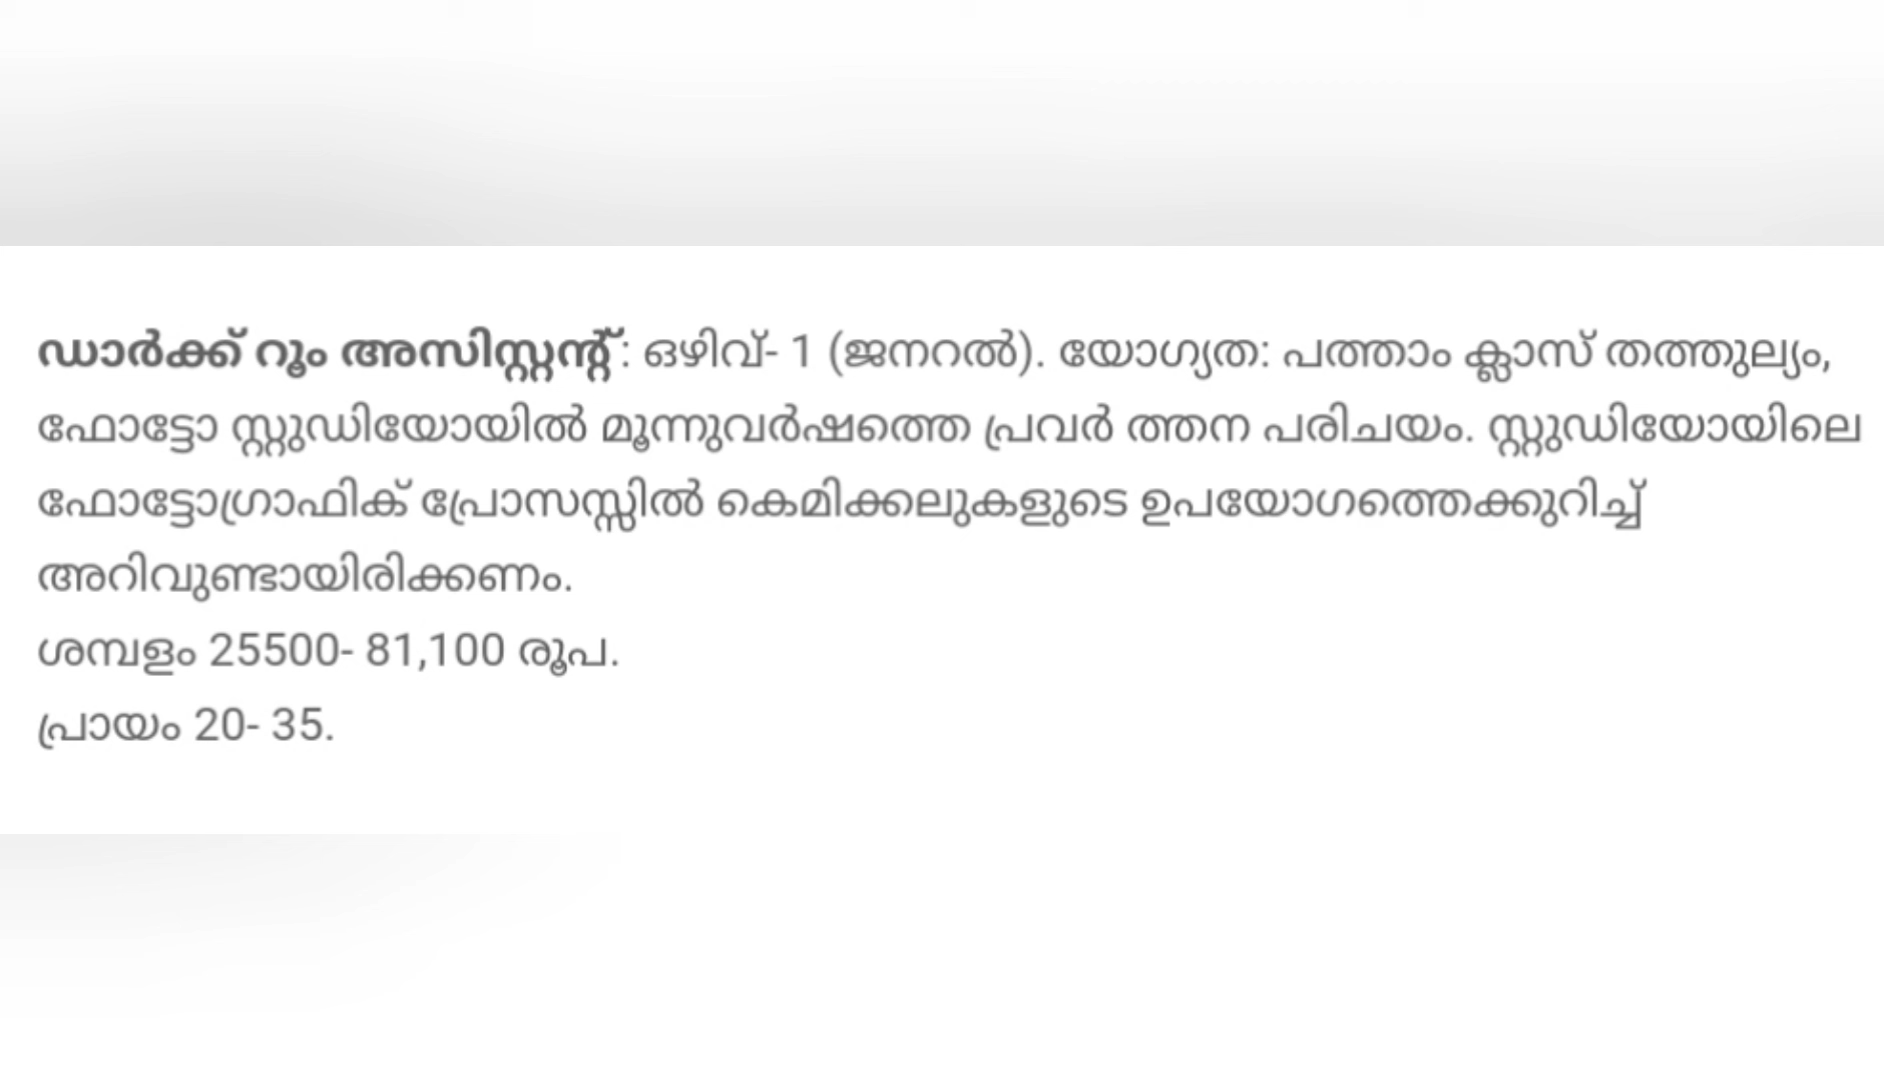 ഡാർക്ക് റൂം അസിസ്റ്റന്റ് : ഒഴിവ്- 1 (ജനറൽ). യോഗ്യത: പത്താം ക്ലാസ് തത്തുല്യം,
ഫോട്ടോ സ്റ്റുഡിയോയിൽ മൂന്നുവർഷത്തെ പ്രവർ ത്തന പരിചയം. സ്റ്റുഡിയോയിലെ
ഫോട്ടോഗ്രാഫിക് പ്രോസസ്സിൽ കെമിക്കലുകളുടെ ഉപയോഗത്തെക്കുറിച്ച്
അറിവുണ്ടായിരിക്കണം.
ശമ്പളം 25500- 81,100 രൂപ.
പ്രായം 20- 35.